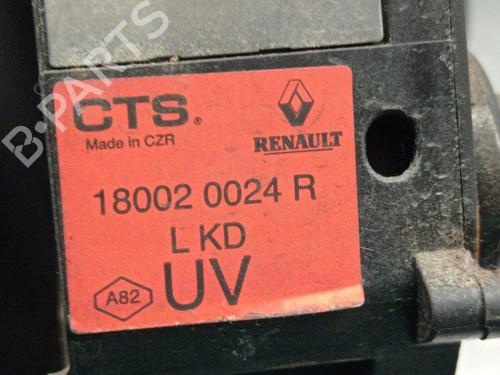 CTS.
Made in CZR
RENAULT
18002 0024 R
L KD
A82
UV
B-PARTS